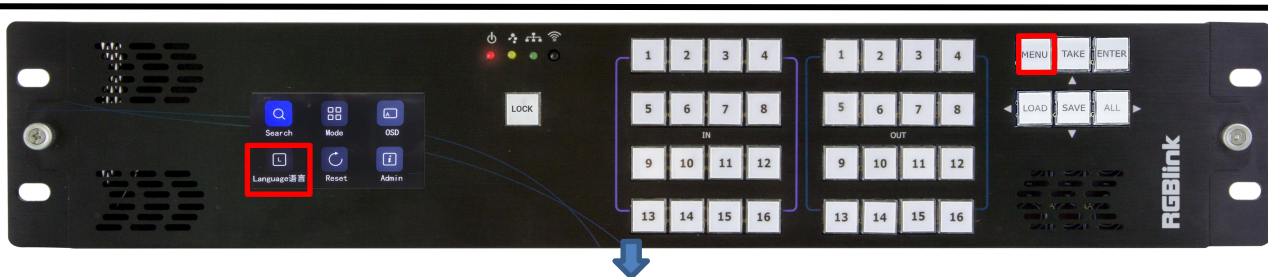 LOCK
Search Mode OSD
Language语言 Reset Admin
1 2 3 4
5 6 7 8
IN
9 10 11 12
13 14 15 16
1 2 3 4
5 6 7 8
OUT
9 10 11 12
13 14 15 16
MENU TAKE ENTER
LOAD SAVE ALL
RGBlink